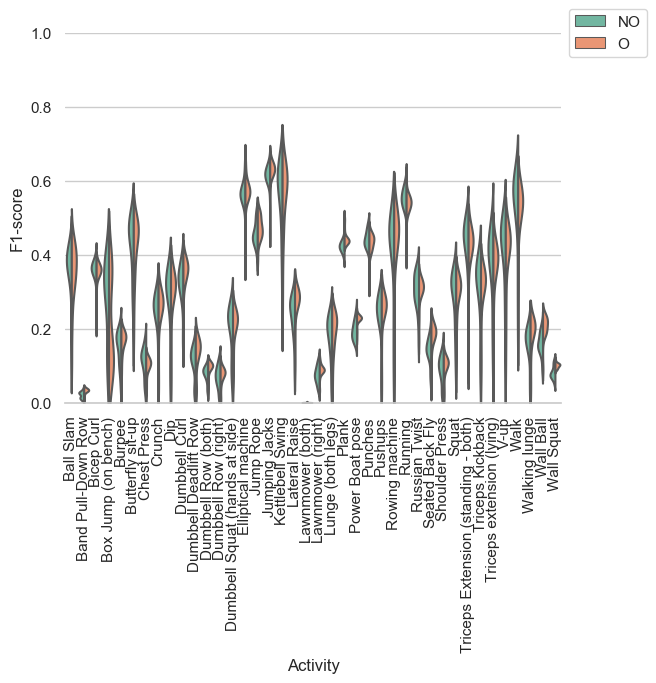 NO
O
1.0
0.8
0.6
0.4
0.2
0.0
F1-score
Ball Slam
Band Pull-Down Row
Bicep Curl
Box Jump (on bench)
Burpee
Butterfly sit-up
Chest Press
Crunch
Dip
Dumbbell Curl
Dumbbell Deadlift Row
Dumbbell Row (both)
Dumbbell Row (right)
Dumbbell Squat (hands at side)
Elliptical machine
Jump Rope
Jumping Jacks
Kettlebell Swing
Lateral Raise
Lawnmower (both)
Lawnmower (right)
Lunge (both legs)
Plank
Power Boat pose
Punches
Pushups
Rowing machine
Running
Russian Twist
Seated Back Fly
Shoulder Press
Squat
Triceps Extension (standing - both)
Triceps Kickback
Triceps extension (lying)
V-up
Walk
Walking lunge
Wall Ball
Wall Squat
Activity